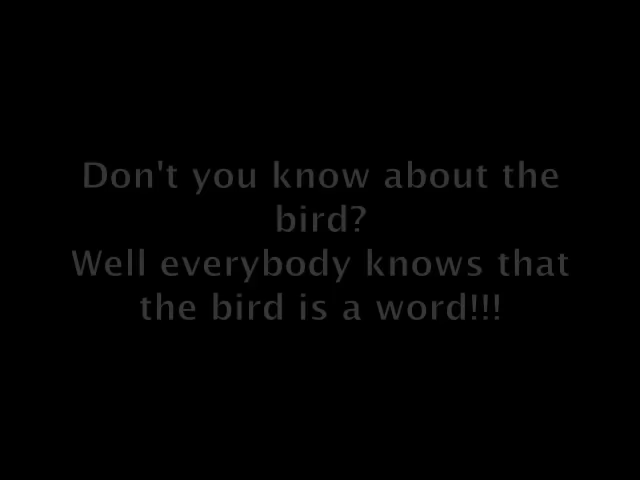 Don't you know about the
bird?
Well everybody knows that
the bird is a word!!!